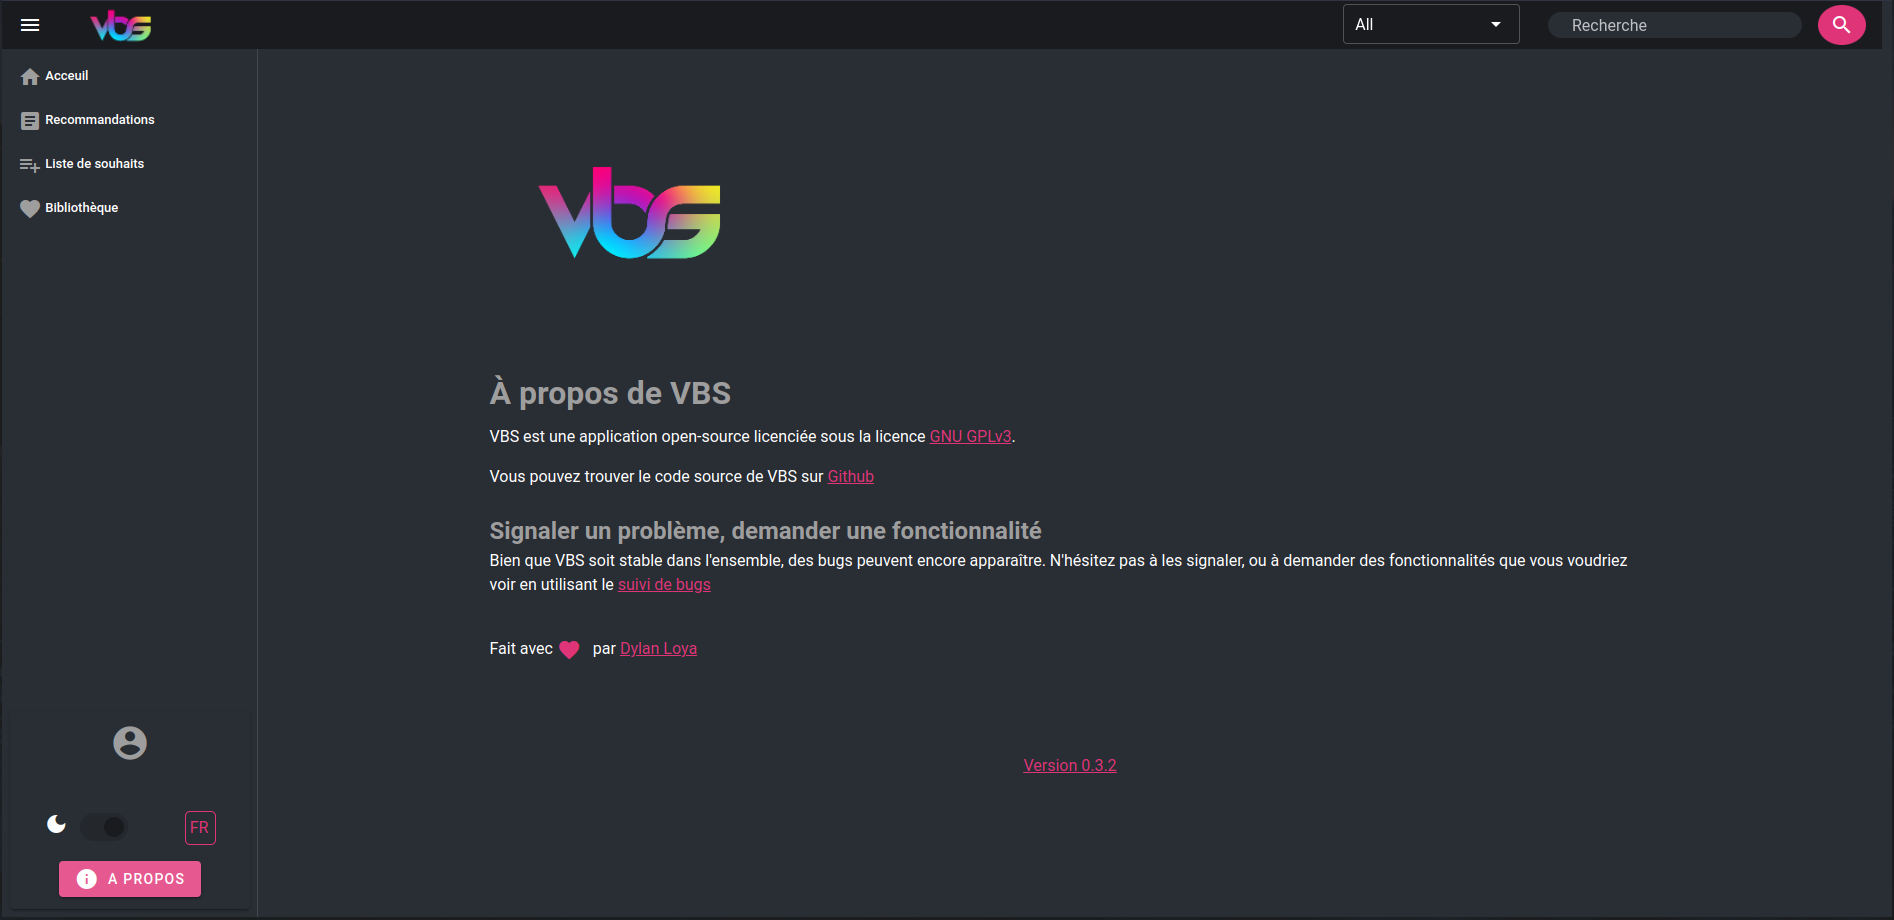 vbs
All
Recherche
Acceuil
Recommandations
Liste de souhaits
Bibliothèque
vbs
À propos de VBS
VBS est une application open-source licenciée sous la licence GNU GPLv3.
Vous pouvez trouver le code source de VBS sur Github
Signaler un problème, demander une fonctionnalité
Bien que VBS soit stable dans l'ensemble, des bugs peuvent encore apparaître. N'hésitez pas à les signaler, ou à demander des fonctionnalités que vous voudriez
voir en utilisant le suivi de bugs
Fait avec par Dylan Loya
Version 0.3.2
FR
A PROPOS